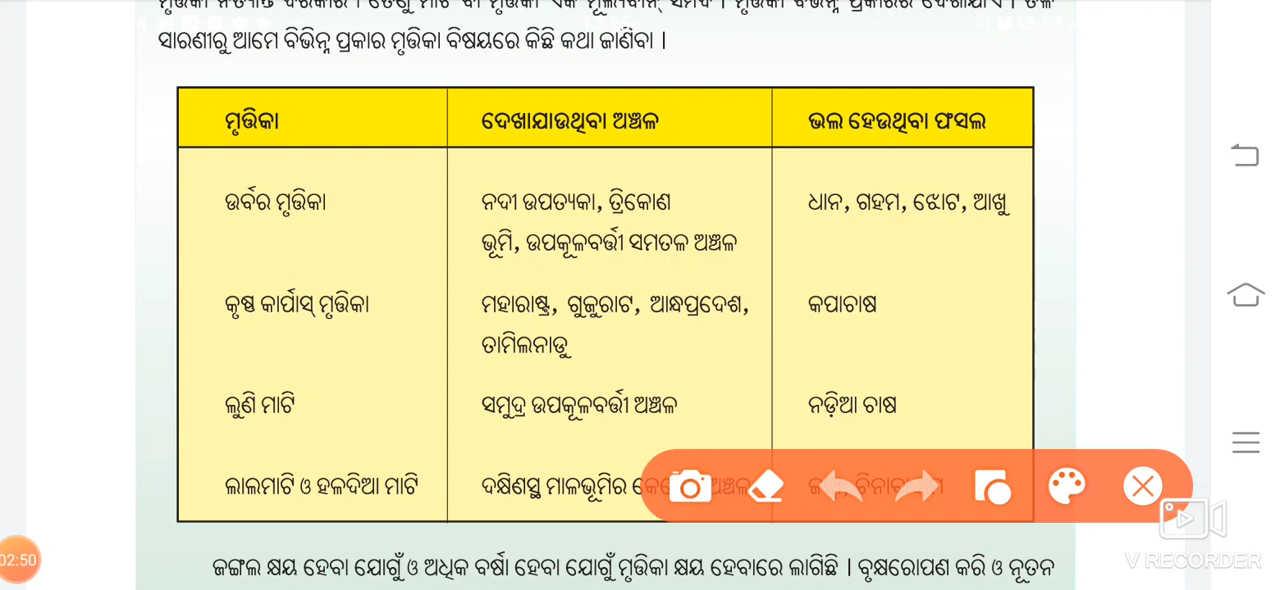 ସାରଣୀରୁ ଆମେ ବିଭିନ୍ନ ପ୍ରକାର ମୃତ୍ତିକା ବିଷୟରେ କିଛି କଥା ଜାଣିବା ।
ମୃତ୍ତିକା ଦେଖାଯାଉଥିବା ଅଞ୍ଚଳ ଭଲ ହେଉଥିବା ଫସଲ
ଉର୍ବର ମୃତ୍ତିକା ନଦୀ ଉପତ୍ୟକା, ତ୍ରିକୋଣ ଧାନ, ଗହମ, ଝୋଟ, ଆଖୁ
ଭୂମି, ଉପକୂଳବର୍ତ୍ତୀ ସମତଳ ଅଞ୍ଚଳ
କୃଷ୍ଣ କାର୍ପାସ୍ ମୃତ୍ତିକା ମହାରାଷ୍ଟ୍ର, ଗୁଜୁରାଟ, ଆନ୍ଧ୍ରପ୍ରଦେଶ, କପାଚାଷ
ତାମିଲନାଡୁ
ଲୁଣି ମାଟି ସମୁଦ୍ର ଉପକୂଳବର୍ତ୍ତୀ ଅଞ୍ଚଳ ନଡ଼ିଆ ଚାଷ
ଲାଲମାଟି ଓ ହଳଦିଆ ମାଟି ଦକ୍ଷିଣସ୍ଥ ମାଳଭୂମିର
02:50
V RECORDER
ଜଙ୍ଗଲ କ୍ଷୟ ହେବା ଯୋଗୁଁ ଓ ଅଧିକ ବର୍ଷା ହେବା ଯୋଗୁଁ ମୃତ୍ତିକା କ୍ଷୟ ହେବାରେ ଲାଗିଛି । ବୃକ୍ଷରୋପଣ କରି ଓ ନୂତନ